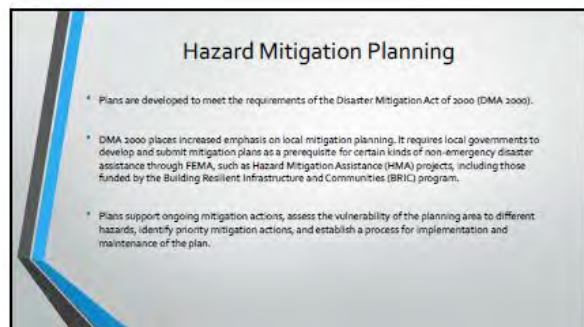 Hazard Mitigation Planning
• Plans are developed to meet the requirements of the Disaster Mitigation Act of 2000 (DMA 2000).
• DMA 2000 places increased emphasis on local mitigation planning. It requires local governments to
develop and submit mitigation plans as a prerequisite for certain kinds of non-emergency disaster
assistance through FEMA, such as Hazard Mitigation Assistance (HMA) projects, including those
funded by the Building Resilient Infrastructure and Communities (BRIC) program.
• Plans support ongoing mitigation actions, assess the vulnerability of the planning area to different
hazards, identify priority mitigation actions, and establish a process for implementation and
maintenance of the plan.